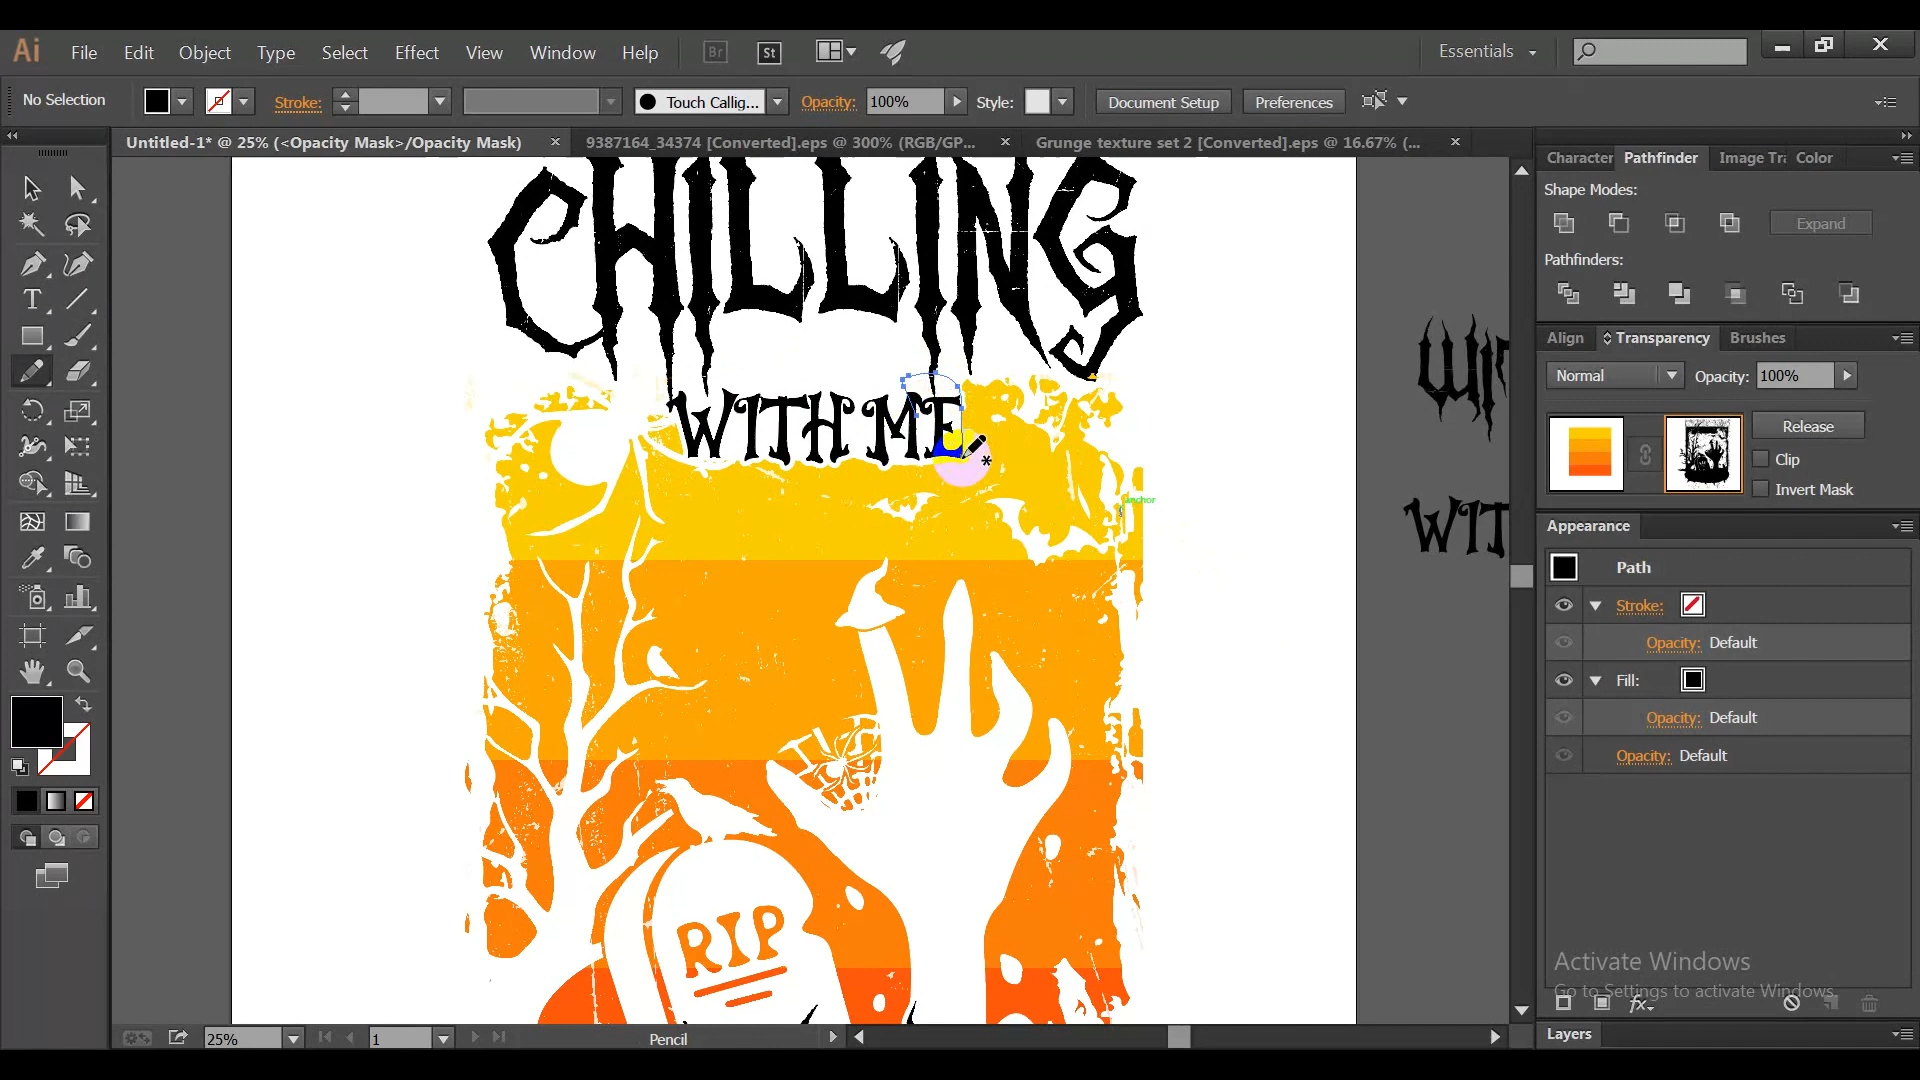 Ai File Edit Object Type Select Effect View Window Help Br St Essentials
No Selection Stroke: Touch Callig... Opacity: 100% Style: Document Setup Preferences
Untitled-1* @ 25% (<Opacity Mask>/Opacity Mask) × 9387164_34374 [Converted].eps @ 300% (RGB/GP... × Grunge texture set 2 [Converted].eps @ 16.67% (... ×
Character Pathfinder Image Tra Color
Shape Modes:
Expand
Pathfinders:
Align Transparency Brushes
Normal Opacity: 100%
Release
Clip
Invert Mask
Appearance
Path
Stroke:
Opacity: Default
Fill:
Opacity: Default
Opacity: Default
Activate Windows
Go to Settings to activate Windows.
Layers
CHILLING
WITH ME
anchor
RIP
WIT
25% 1 Pencil